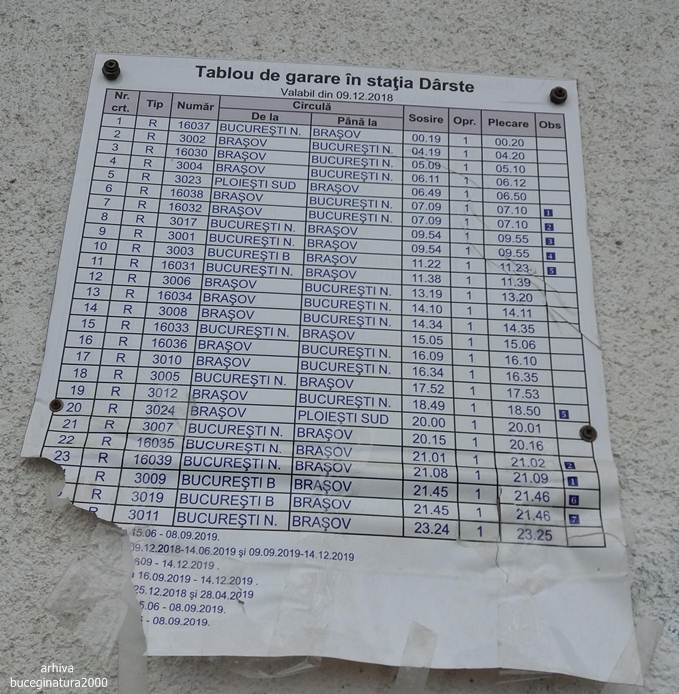 Tablou de garare în staţia Dârste
Valabil din 09.12.2018
Nr. crt. Tip Număr Circulă Sosire Opr. Plecare Obs
De la Până la
1 R 16037 BUCUREŞTI N. BRAŞOV 00.19 1 00.20
2 R 3002 BRAŞOV BUCUREŞTI N. 04.19 1 04.20
3 R 16030 BRAŞOV BUCUREŞTI N. 05.09 1 05.10
4 R 3004 BRAŞOV BUCUREŞTI N. 06.11 1 06.12
5 R 3023 PLOIEŞTI SUD BRAŞOV 06.49 1 06.50
6 R 16038 BRAŞOV BUCUREŞTI N. 07.09 1 07.10 1
7 R 16032 BRAŞOV BUCUREŞTI N. 07.09 1 07.10 2
8 R 3017 BUCUREŞTI N. BRAŞOV 09.54 1 09.55 3
9 R 3001 BUCUREŞTI N. BRAŞOV 09.54 1 09.55 4
10 R 3003 BUCUREŞTI B BRAŞOV 11.22 1 11.23 5
11 R 16031 BUCUREŞTI N. BRAŞOV 11.38 1 11.39
12 R 3006 BRAŞOV BUCUREŞTI N. 13.19 1 13.20
13 R 16034 BRAŞOV BUCUREŞTI N. 14.10 1 14.11
14 R 3008 BRAŞOV BUCUREŞTI N. 14.34 1 14.35
15 R 16033 BUCUREŞTI N. BRAŞOV 15.05 1 15.06
16 R 16036 BRAŞOV BUCUREŞTI N. 16.09 1 16.10
17 R 3010 BRAŞOV BUCUREŞTI N. 16.34 1 16.35
18 R 3005 BUCUREŞTI N. BRAŞOV 17.52 1 17.53
19 R 3012 BRAŞOV BUCUREŞTI N. 18.49 1 18.50 5
20 R 3024 BRAŞOV PLOIEŞTI SUD 20.00 1 20.01
21 R 3007 BUCUREŞTI N. BRAŞOV 20.15 1 20.16
22 R 16035 BUCUREŞTI N. BRAŞOV 21.01 1 21.02 2
23 R 16039 BUCUREŞTI N. BRAŞOV 21.08 1 21.09 1
R 3009 BUCUREŞTI B BRAŞOV 21.45 1 21.46 6
R 3019 BUCUREŞTI B BRAŞOV 21.45 1 21.46 7
R 3011 BUCUREŞTI N. BRAŞOV 23.24 1 23.25
15.06 - 08.09.2019.
09.12.2018-14.06.2019 şi 09.09.2019-14.12.2019
609 - 14.12.2019 .
16.09.2019 - 14.12.2019 .
25.12.2018 şi 28.04.2019
5.06 - 08.09.2019.
- 08.09.2019.
arhiva
buceginatura2000